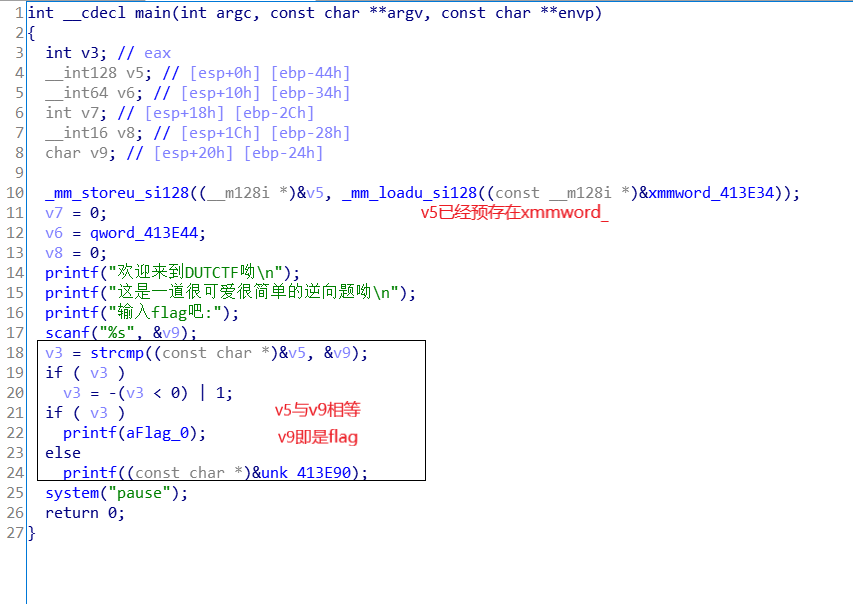 1 int __cdecl main(int argc, const char **argv, const char **envp)
2 {
3 int v3; // eax
4 __int128 v5; // [esp+0h] [ebp-44h]
5 __int64 v6; // [esp+10h] [ebp-34h]
6 int v7; // [esp+18h] [ebp-2Ch]
7 __int16 v8; // [esp+1Ch] [ebp-28h]
8 char v9; // [esp+20h] [ebp-24h]
9
10 _mm_storeu_si128((__m128i *)&v5, _mm_loadu_si128((const __m128i *)&xmmword_413E34));
11 v7 = 0;
v5已经预存在xmmword_
12 v6 = qword_413E44;
13 v8 = 0;
14 printf("欢迎来到DUTCTF呦\n");
15 printf("这是一道很可爱很简单的逆向题呦\n");
16 printf("输入flag吧:");
17 scanf("%s", &v9);
18 v3 = strcmp((const char *)&v5, &v9);
19 if ( v3 )
20 v3 = -(v3 < 0) | 1;
21 if ( v3 )
v5与v9相等
22 printf(aFlag_0);
v9即是flag
23 else
24 printf((const char *)&unk_413E90);
25 system("pause");
26 return 0;
27 }